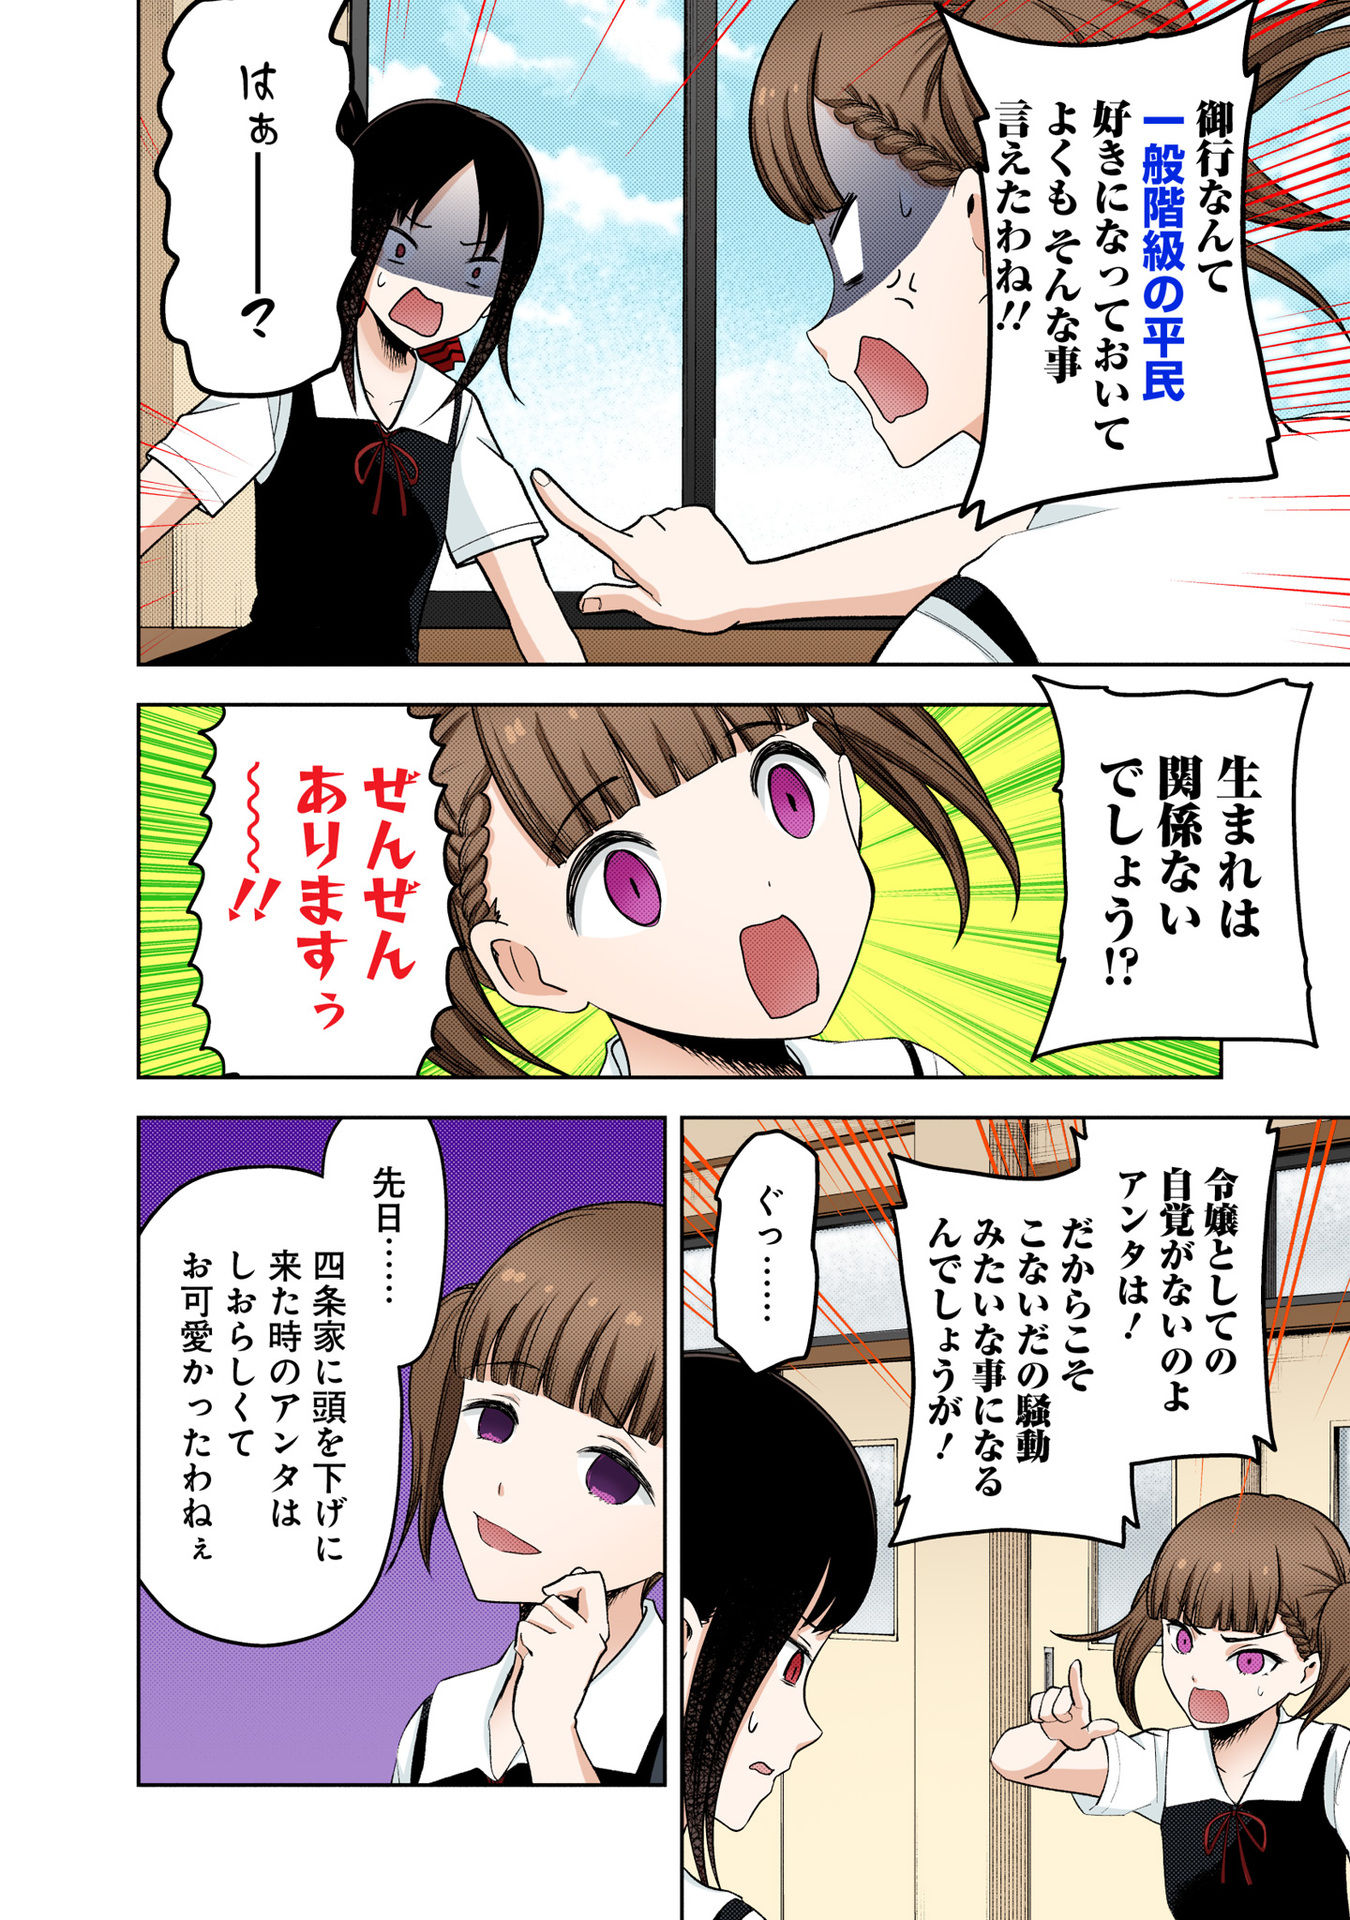 御行なんて
一般階級の平民
好きになっておいて
よくもそんな事
言えたわね!!
はぁ――――?
生まれは
関係ない
でしょう!?
ぜんぜん
ありますぅ
～～～～!!
令嬢としての
自覚がないのよ
アンタは!
だからこそ
こないだの騒動
みたいな事になる
んでしょうが!
ぐっ……
先日……
四条家に頭を下げに
来た時のアンタは
しおらしくて
お可愛かったわねぇ